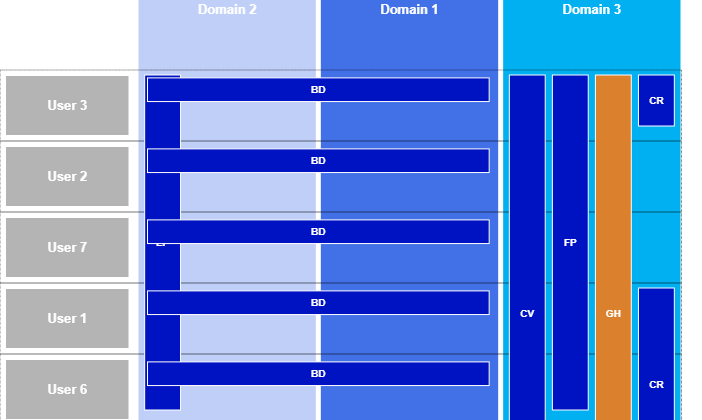 Domain 2
Domain 1
Domain 3
User 3
BD
CR
User 2
BD
User 7
BD
FP
User 1
BD
CV
GH
User 6
BD
CR